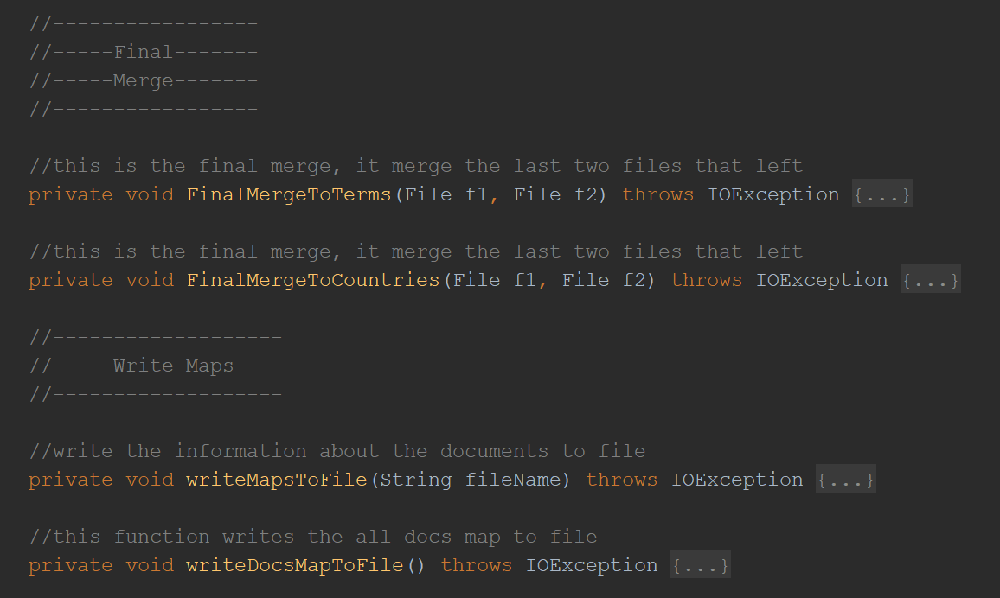 //-----------------
//-----Final-------
//-----Merge-------
//-----------------
//this is the final merge, it merge the last two files that left
private void FinalMergeToTerms(File f1, File f2) throws IOException {...}
//this is the final merge, it merge the last two files that left
private void FinalMergeToCountries(File f1, File f2) throws IOException {...}
//-------------------
//-----Write Maps----
//-------------------
//write the information about the documents to file
private void writeMapsToFile(String fileName) throws IOException {...}
//this function writes the all docs map to file
private void writeDocsMapToFile() throws IOException {...}